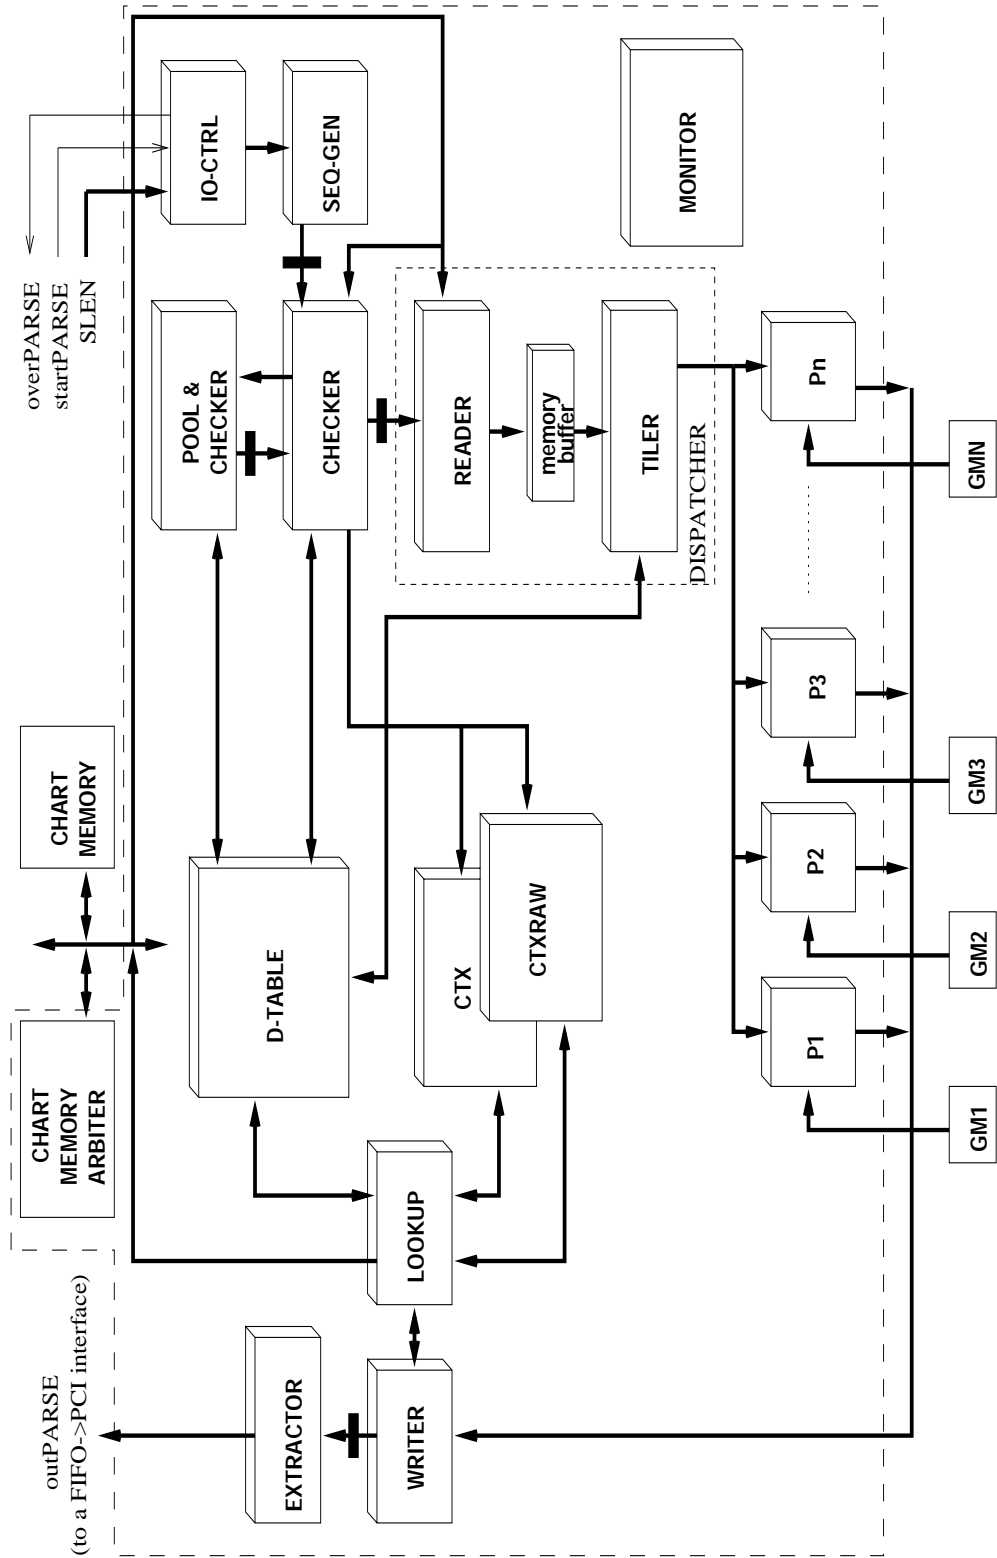 outPARSE
(to a FIFO->PCI interface)
CHART
MEMORY
ARBITER
CHART
MEMORY
overPARSE
startPARSE
SLEN
EXTRACTOR
WRITER
LOOKUP
D-TABLE
CTX
CTXRAW
POOL &
CHECKER
CHECKER
IO-CTRL
SEQ-GEN
READER
memory
buffer
TILER
DISPATCHER
MONITOR
P1
P2
P3
Pn
GM1
GM2
GM3
GMN